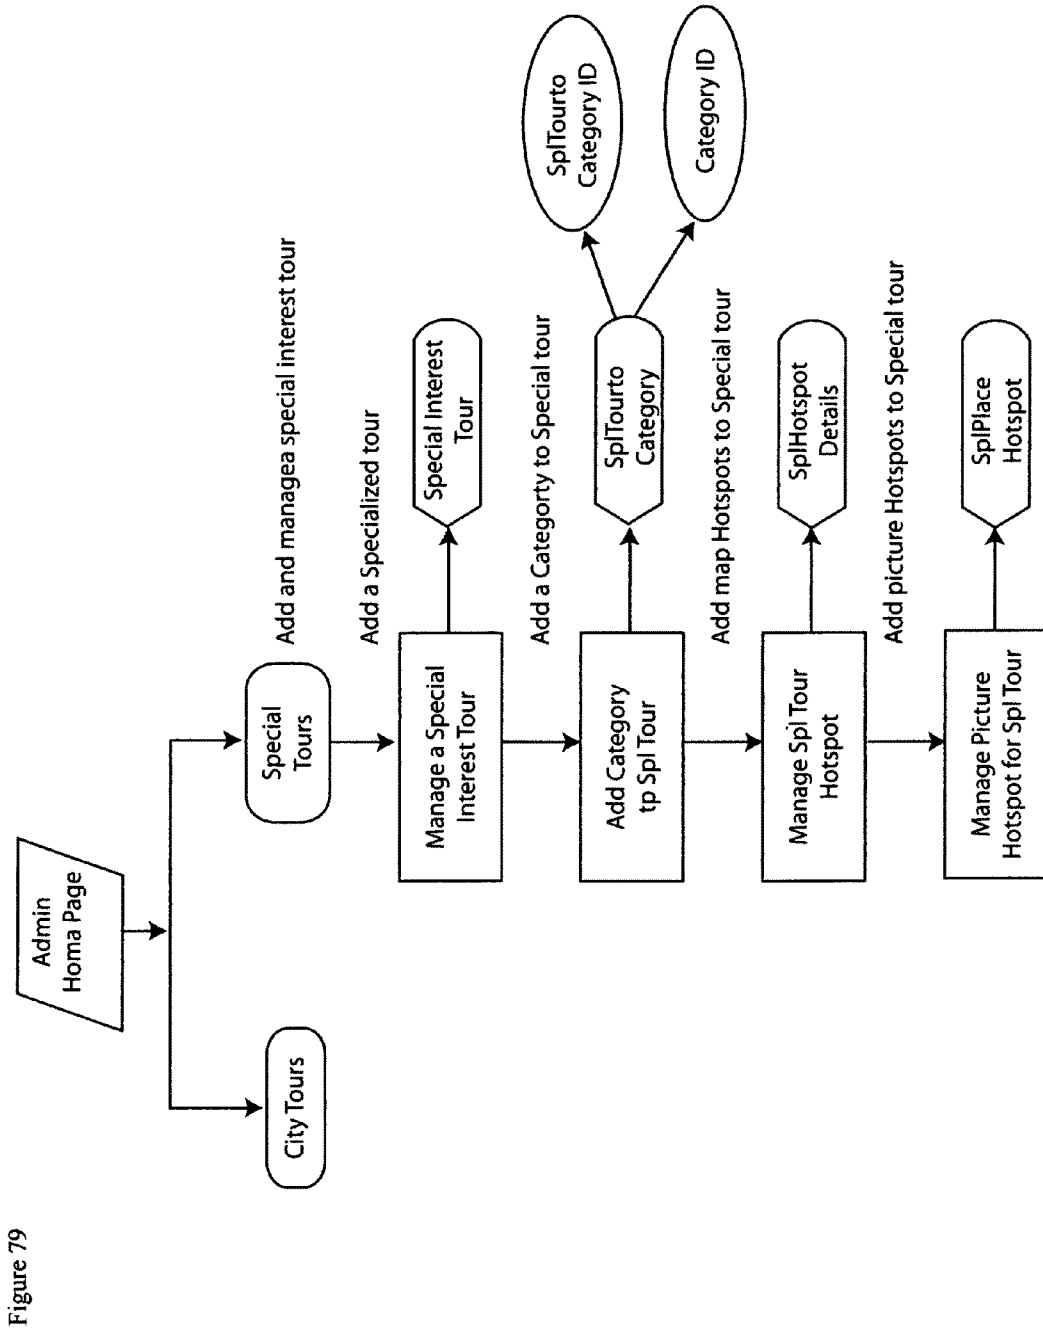 Figure 79
Admin
Homa Page
City Tours
Special
Tours
Add and managea special interest tour
Add a Specialized tour
Manage a Special
Interest Tour
Special Interest
Tour
Add a Categorty to Special tour
Add Category
tp Spl Tour
SplTourto
Category
SplTourto
Category ID
Category ID
Add map Hotspots to Special tour
Manage Spl Tour
Hotspot
SplHotspot
Details
Add picture Hotspots to Special tour
Manage Picture
Hotspot for Spl Tour
SplPlace
Hotspot